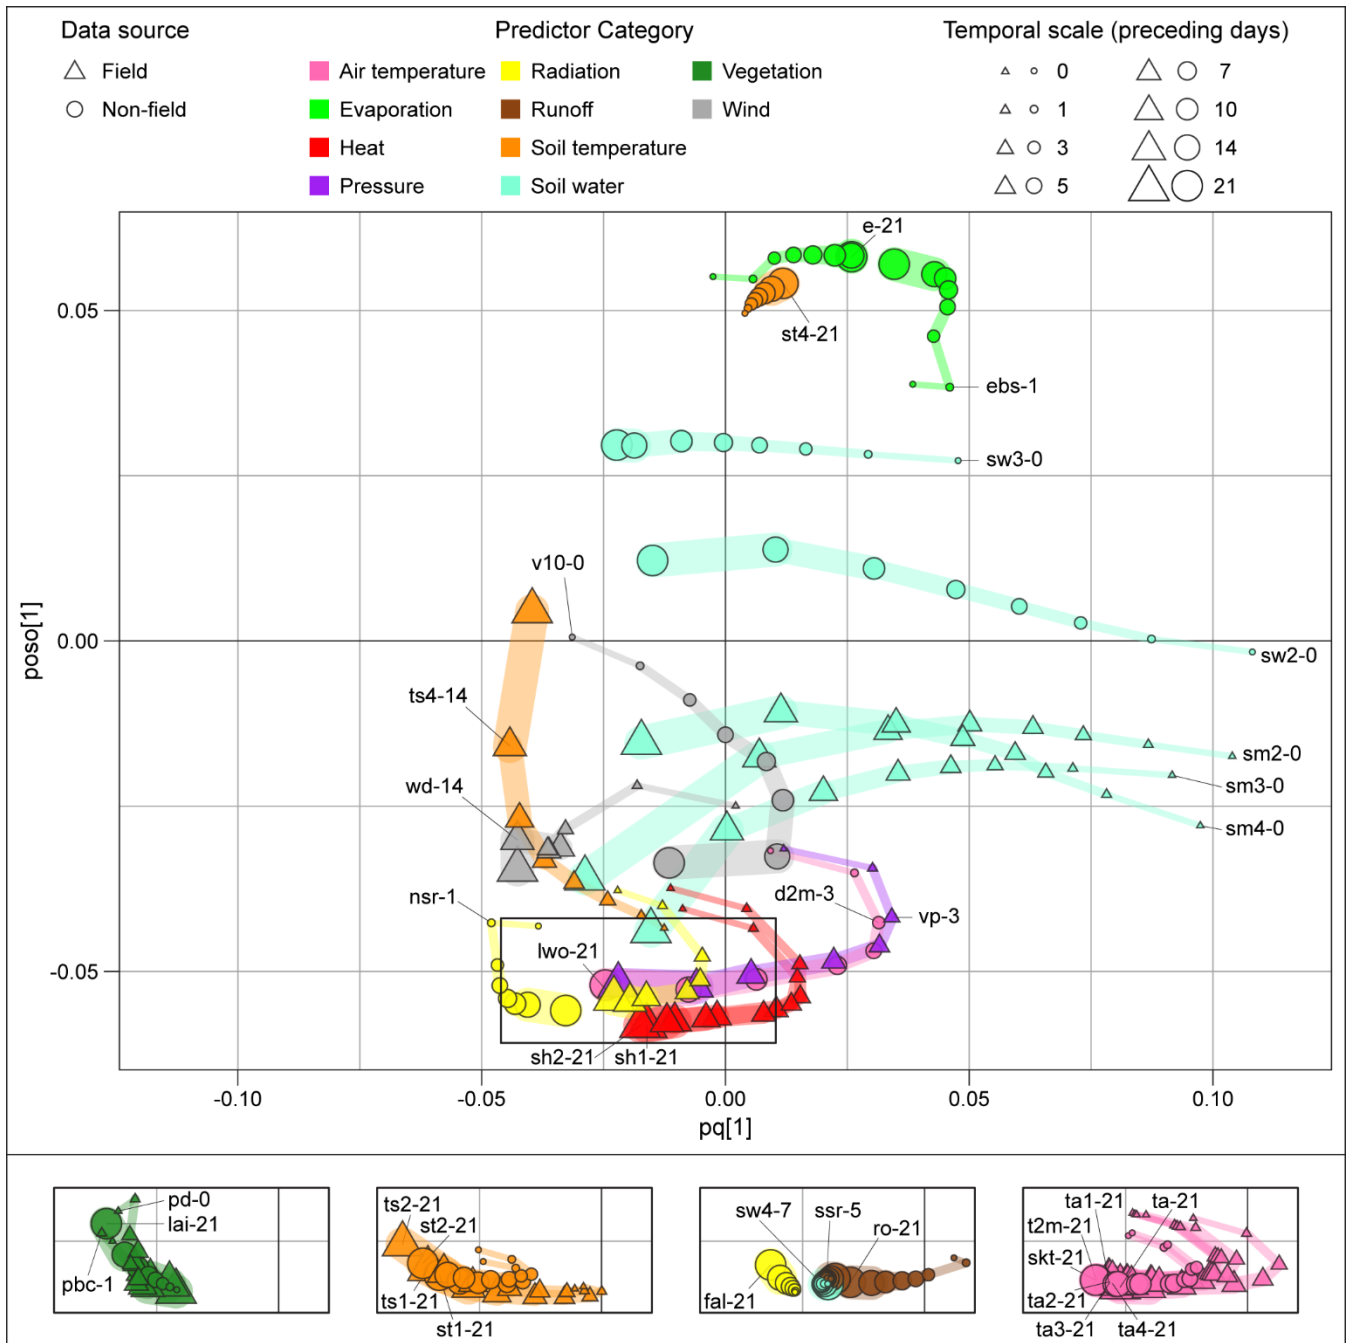 Data source Predictor Category Temporal scale (preceding days)
Field Air temperature Radiation Vegetation 0 7
Non-field Evaporation Runoff Wind 1 10
Heat Soil temperature 3 14
Pressure Soil water 5 21
e-21
0.05
st4-21
ebs-1
sw3-0
v10-0
0.00
sw2-0
poso[1]
ts4-14
sm2-0
wd-14
sm3-0
sm4-0
nsr-1 d2m-3 vp-3
lwo-21
-0.05
sh2-21 sh1-21
-0.10 -0.05 0.00 0.05 0.10
pq[1]
pd-0
lai-21
pbc-1
ts2-21
st2-21
ts1-21
st1-21
sw4-7 ssr-5 ro-21
fal-21
ta1-21 ta-21
t2m-21
skt-21
ta2-21
ta3-21 ta4-21